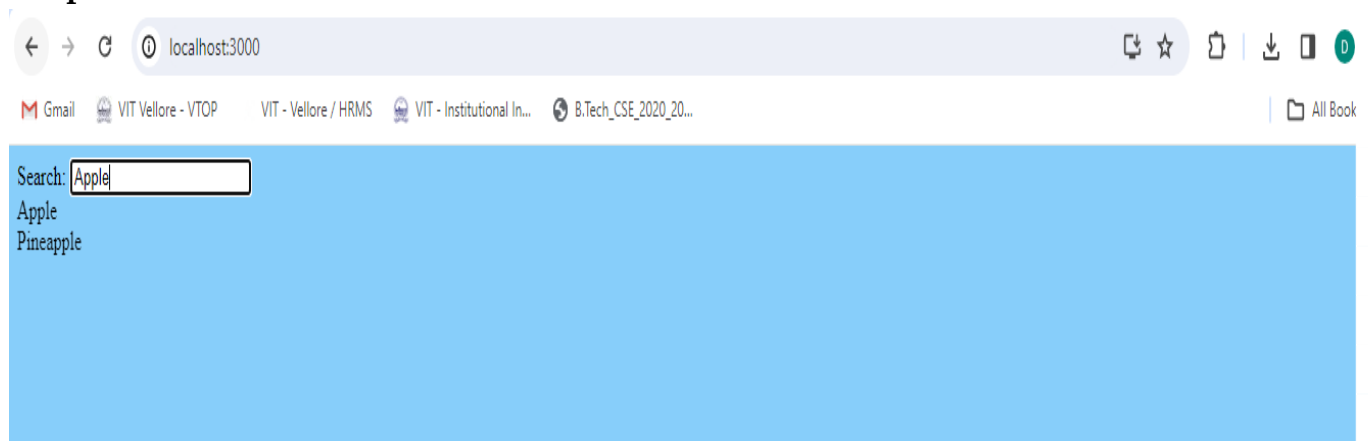 localhost:3000
D
Gmail VIT Vellore - VTOP VIT - Vellore / HRMS VIT - Institutional In... B.Tech_CSE_2020_20... All Book
Search: Apple
Apple
Pineapple